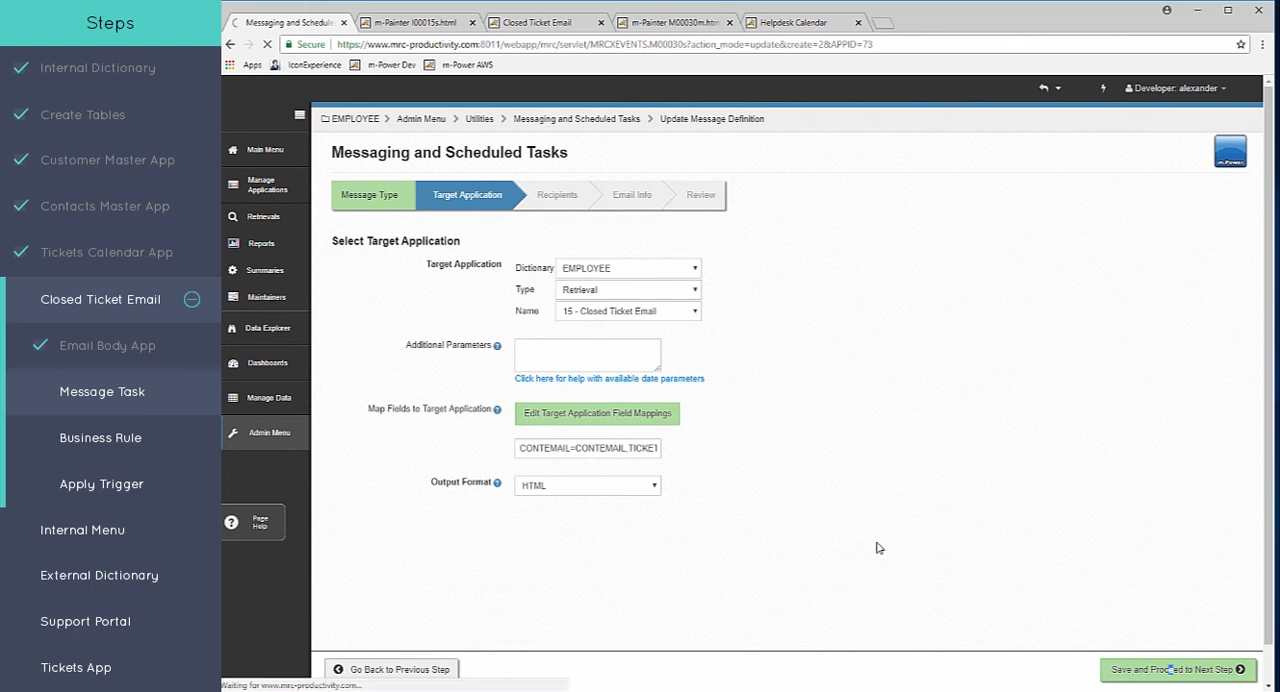 Steps
Internal Dictionary
Create Tables
Customer Master App
Contacts Master App
Tickets Calendar App
Closed Ticket Email
Email Body App
Message Task
Business Rule
Apply Trigger
Internal Menu
External Dictionary
Support Portal
Tickets App
Messaging and Schedule
m-Painter I00015s.html
Closed Ticket Email
m-Painter M00030m.htm
Helpdesk Calendar
Secure
https://www.mrc-productivity.com:8011/webapp/mrc/servlet/MRCXEVENTS.M00030s?action_mode=update&create=2&APPID=73
Apps
IconExperience
m-Power Dev
m-Power AWS
Developer: alexander
Main Menu
Manage
Applications
Retrievals
Reports
Summaries
Maintainers
Data Explorer
Dashboards
Manage Data
Admin Menu
Page
Help
EMPLOYEE > Admin Menu > Utilities > Messaging and Scheduled Tasks > Update Message Definition
Messaging and Scheduled Tasks
m-Power
Message Type
Target Application
Recipients
Email Info
Review
Select Target Application
Target Application
Dictionary
EMPLOYEE
Type
Retrieval
Name
15 - Closed Ticket Email
Additional Parameters
Click here for help with available date parameters
Map Fields to Target Application
Edit Target Application Field Mappings
CONTEMAIL=CONTEMAIL,TICKET
Output Format
HTML
Go Back to Previous Step
Save and Proceed to Next Step
Waiting for www.mrc-productivity.com...